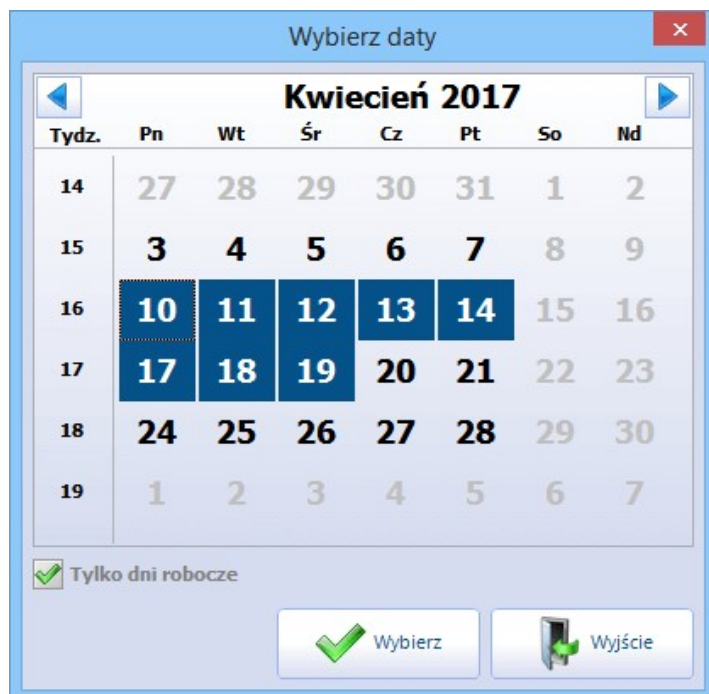 Wybierz daty
Kwiecień 2017
Tydz. Pn Wt Śr Cz Pt So Nd
14 27 28 29 30 31 1 2
15 3 4 5 6 7 8 9
16 10 11 12 13 14 15 16
17 17 18 19 20 21 22 23
18 24 25 26 27 28 29 30
19 1 2 3 4 5 6 7
Tylko dni robocze
Wybierz Wyjście